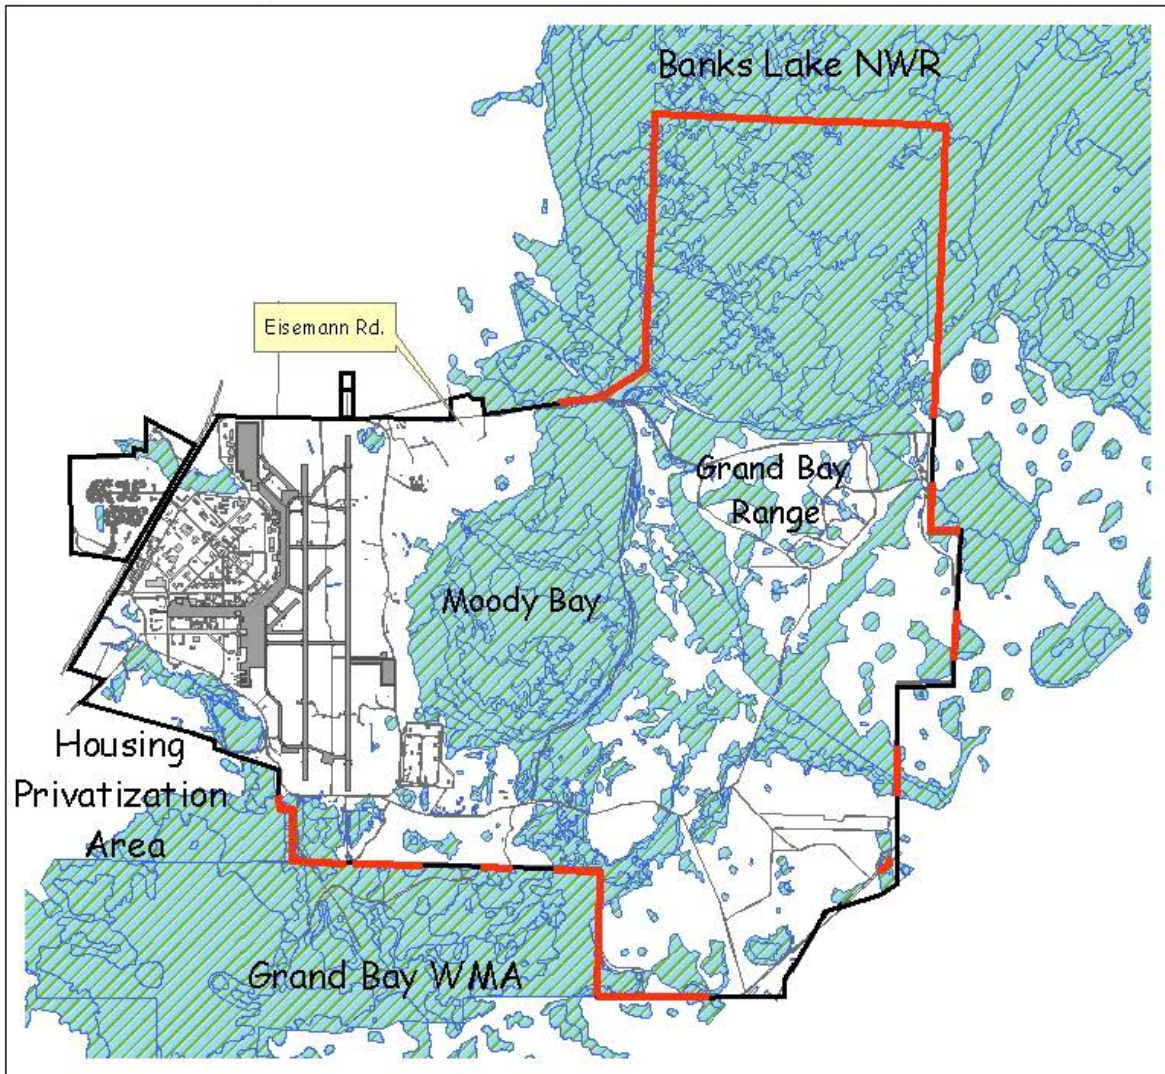 Banks Lake NWR
Eisemann Rd.
Grand Bay
Range
Moody Bay
Housing
Privatization
Area
Grand Bay WMA